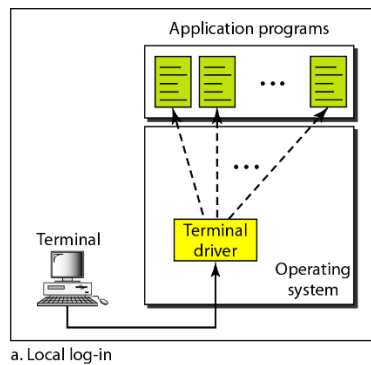 Application programs
...
...
Terminal
Terminal
driver
Operating
system
a. Local log-in